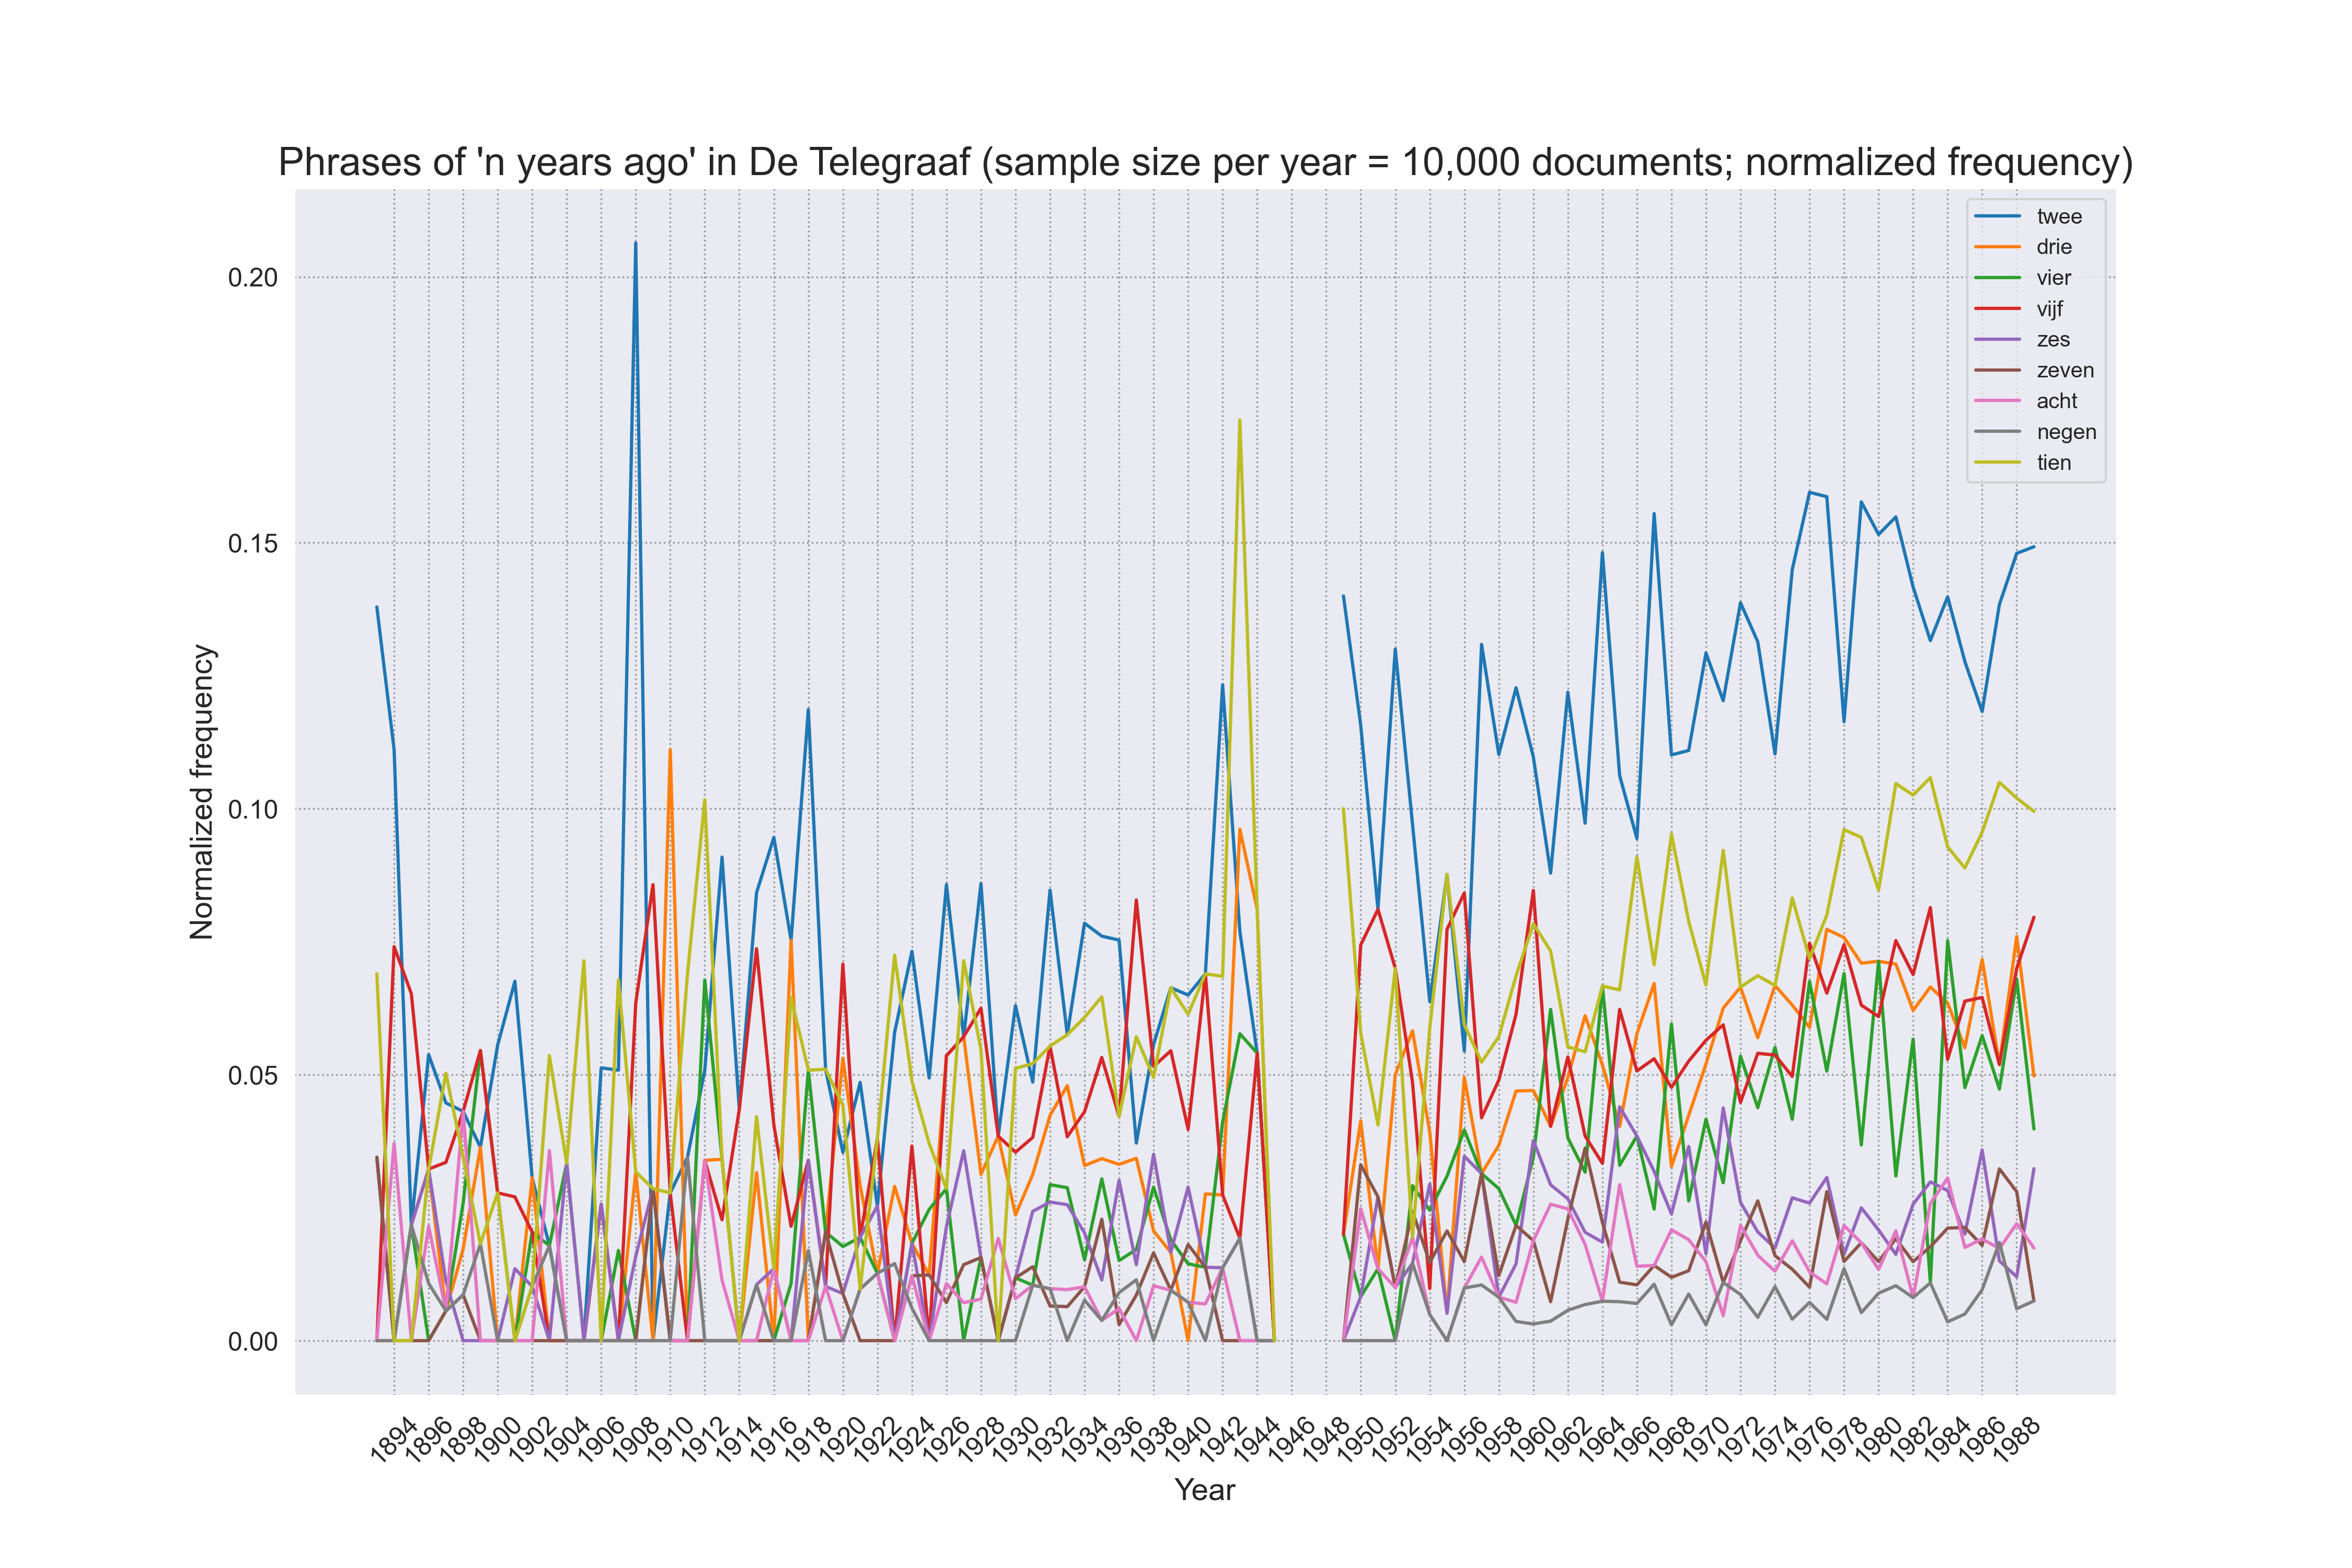 Phrases of 'n years ago' in De Telegraaf (sample size per year = 10,000 documents; normalized frequency)
twee
drie
vier
vijf
zes
zeven
acht
negen
tien
0.20
0.15
0.10
0.05
0.00
Normalized frequency
1894 1896 1898 1900 1902 1904 1906 1908 1910 1912 1914 1916 1918 1920 1922 1924 1926 1928 1930 1932 1934 1936 1938 1940 1942 1944 1946 1948 1950 1952 1954 1956 1958 1960 1962 1964 1966 1968 1970 1972 1974 1976 1978 1980 1982 1984 1986 1988
Year